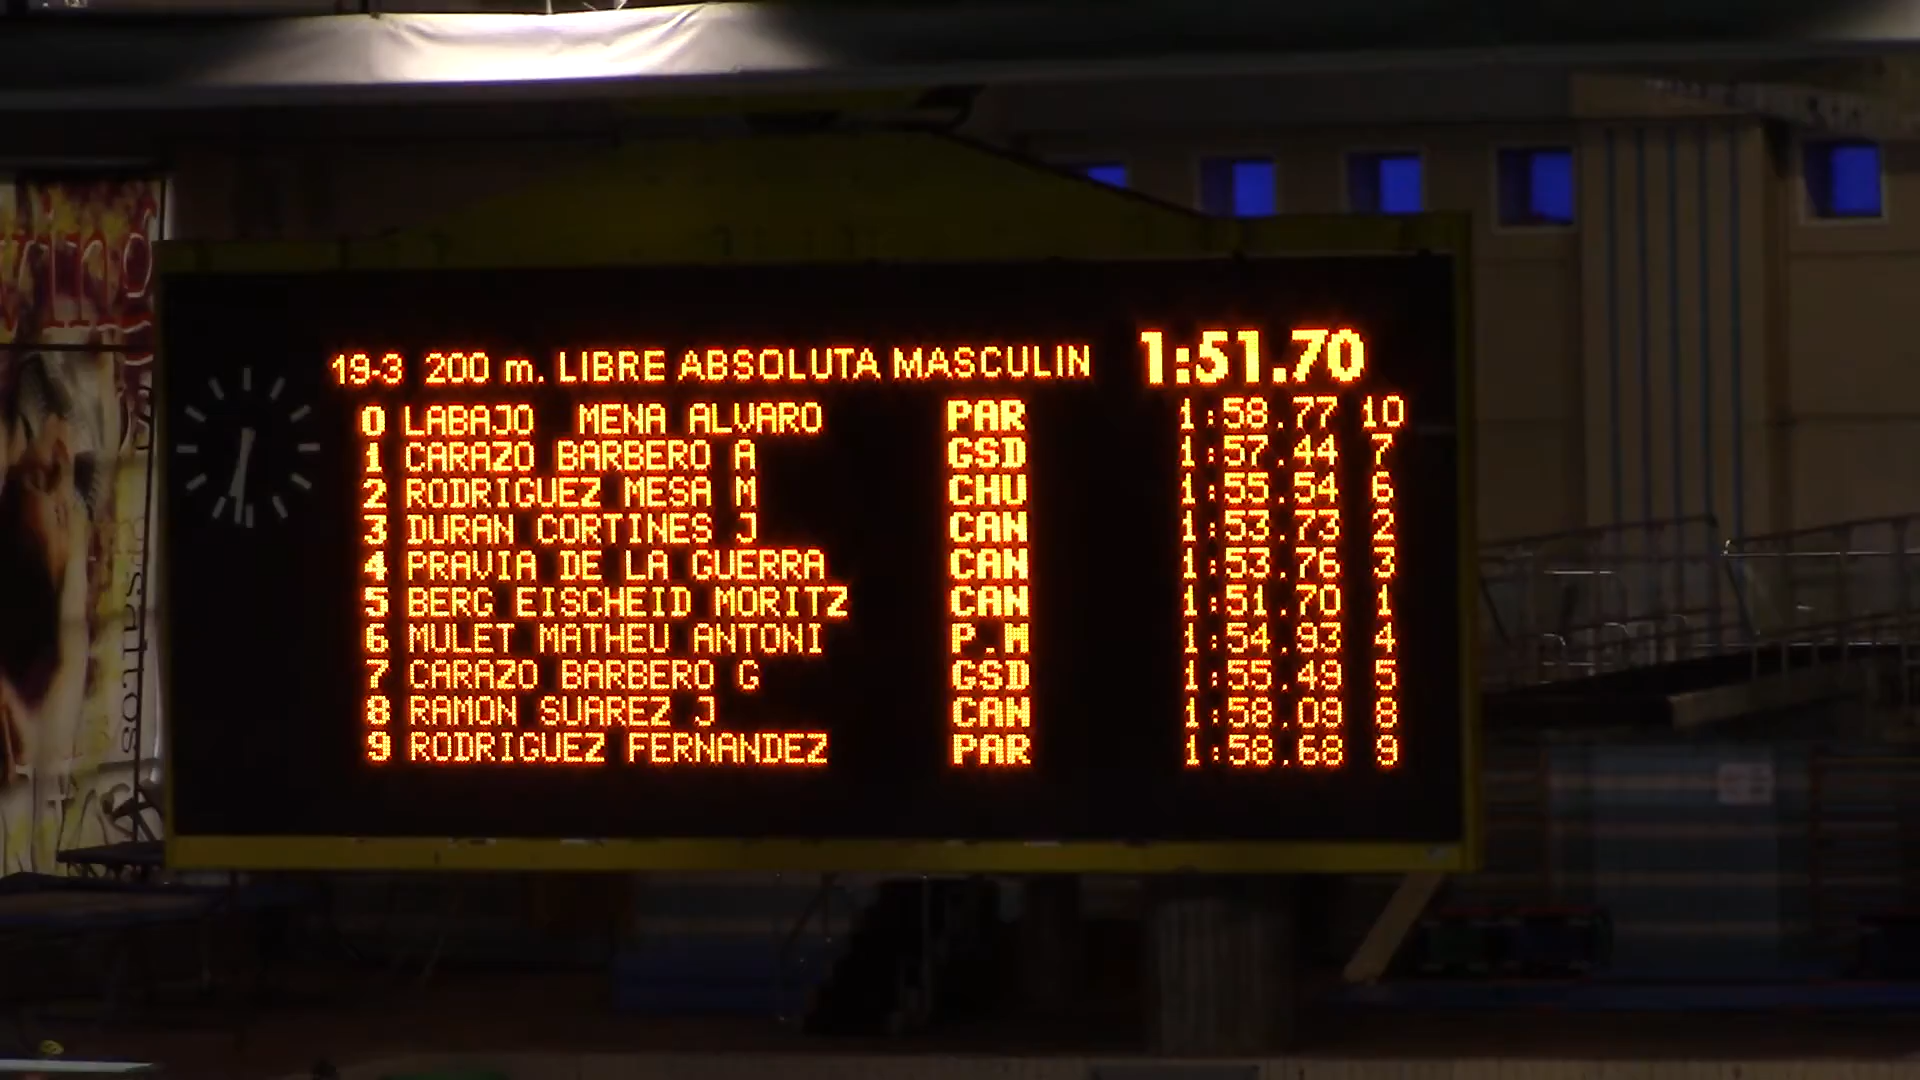 19-3 200 m. LIBRE ABSOLUTA MASCULIN 1:51.70
0 LABAJO MENA ALVARO PAR 1:58.77 10
1 CARAZO BARBERO A GSD 1:57.44 7
2 RODRIGUEZ MESA M CHU 1:55.54 6
3 DURAN CORTINES J CAN 1:53.73 2
4 PRAVIA DE LA GUERRA CAN 1:53.76 3
5 BERG EISCHEID MORITZ CAN 1:51.70 1
6 MULET MATHEU ANTONI P.M 1:54.93 4
7 CARAZO BARBERO G GSD 1:55.49 5
8 RAMON SUAREZ J CAN 1:58.09 8
9 RODRIGUEZ FERNANDEZ PAR 1:58.68 9